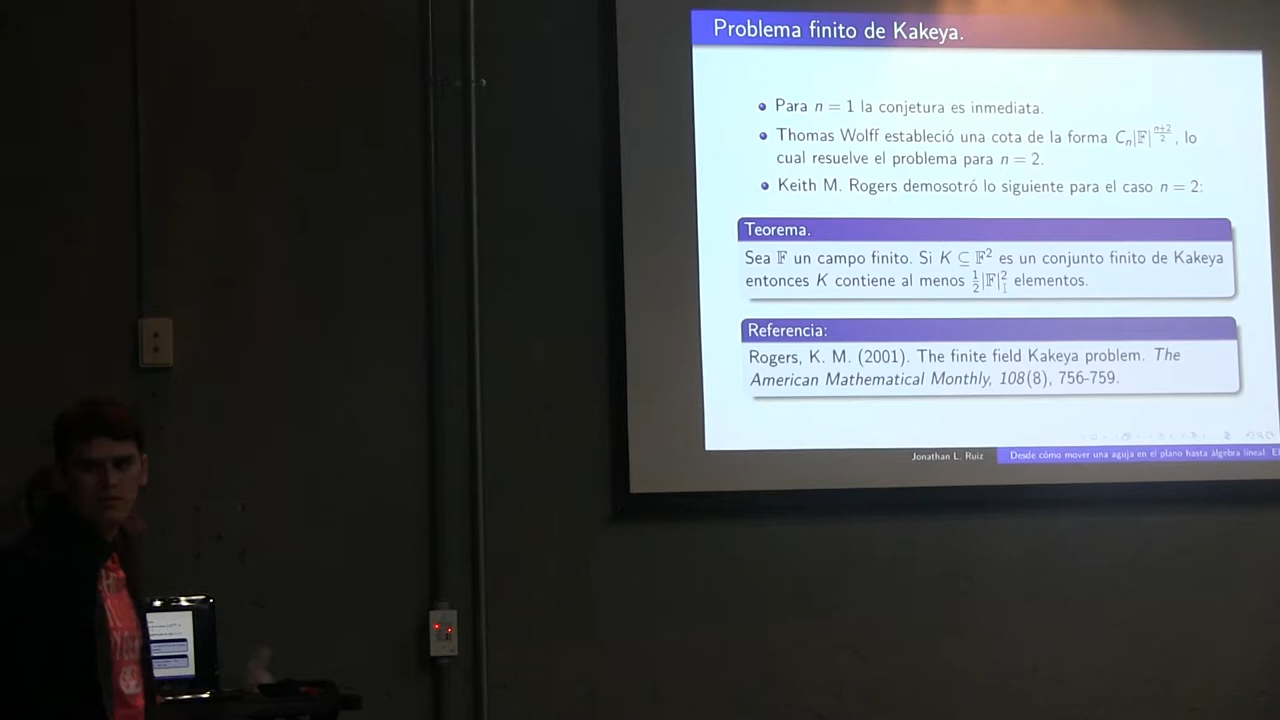 Problema finito de Kakeya.
Para n = 1 la conjetura es inmediata.
Thomas Wolff estableció una cota de la forma C_n|𝔽|^{\frac{n+2}{2}}, lo
cual resuelve el problema para n = 2.
Keith M. Rogers demosotró lo siguiente para el caso n = 2:
Teorema.
Sea 𝔽 un campo finito. Si K ⊆ 𝔽² es un conjunto finito de Kakeya
entonces K contiene al menos ½|𝔽|² elementos.
Referencia:
Rogers, K. M. (2001). The finite field Kakeya problem. The
American Mathematical Monthly, 108(8), 756-759.
Jonathan L. Ruiz
Desde cómo mover una aguja en el plano hasta álgebra lineal